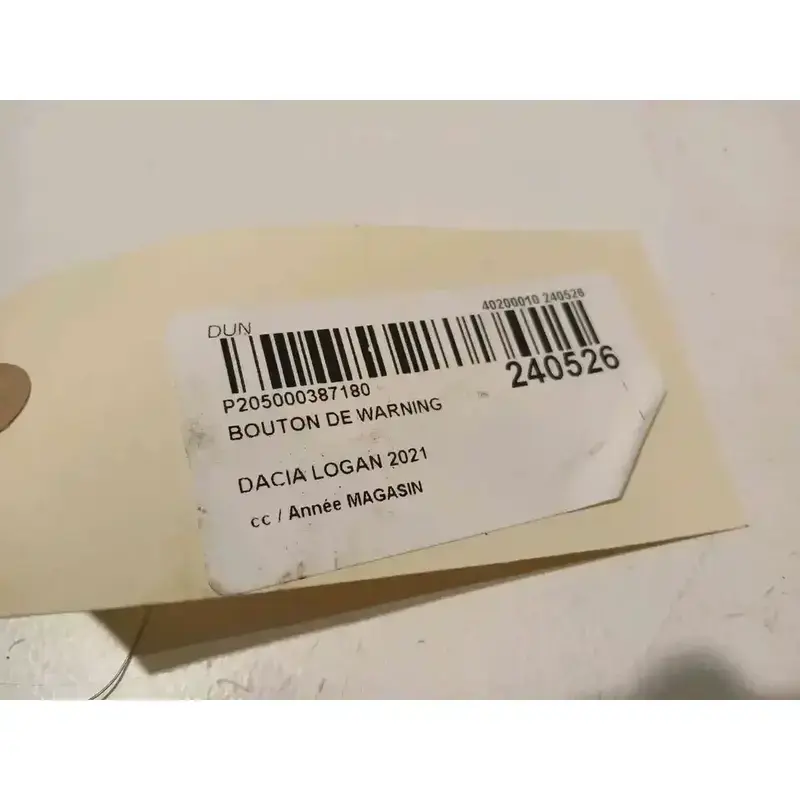 DUN
40200010 240526
P205000387180
240526
BOUTON DE WARNING
DACIA LOGAN 2021
cc / Année MAGASIN